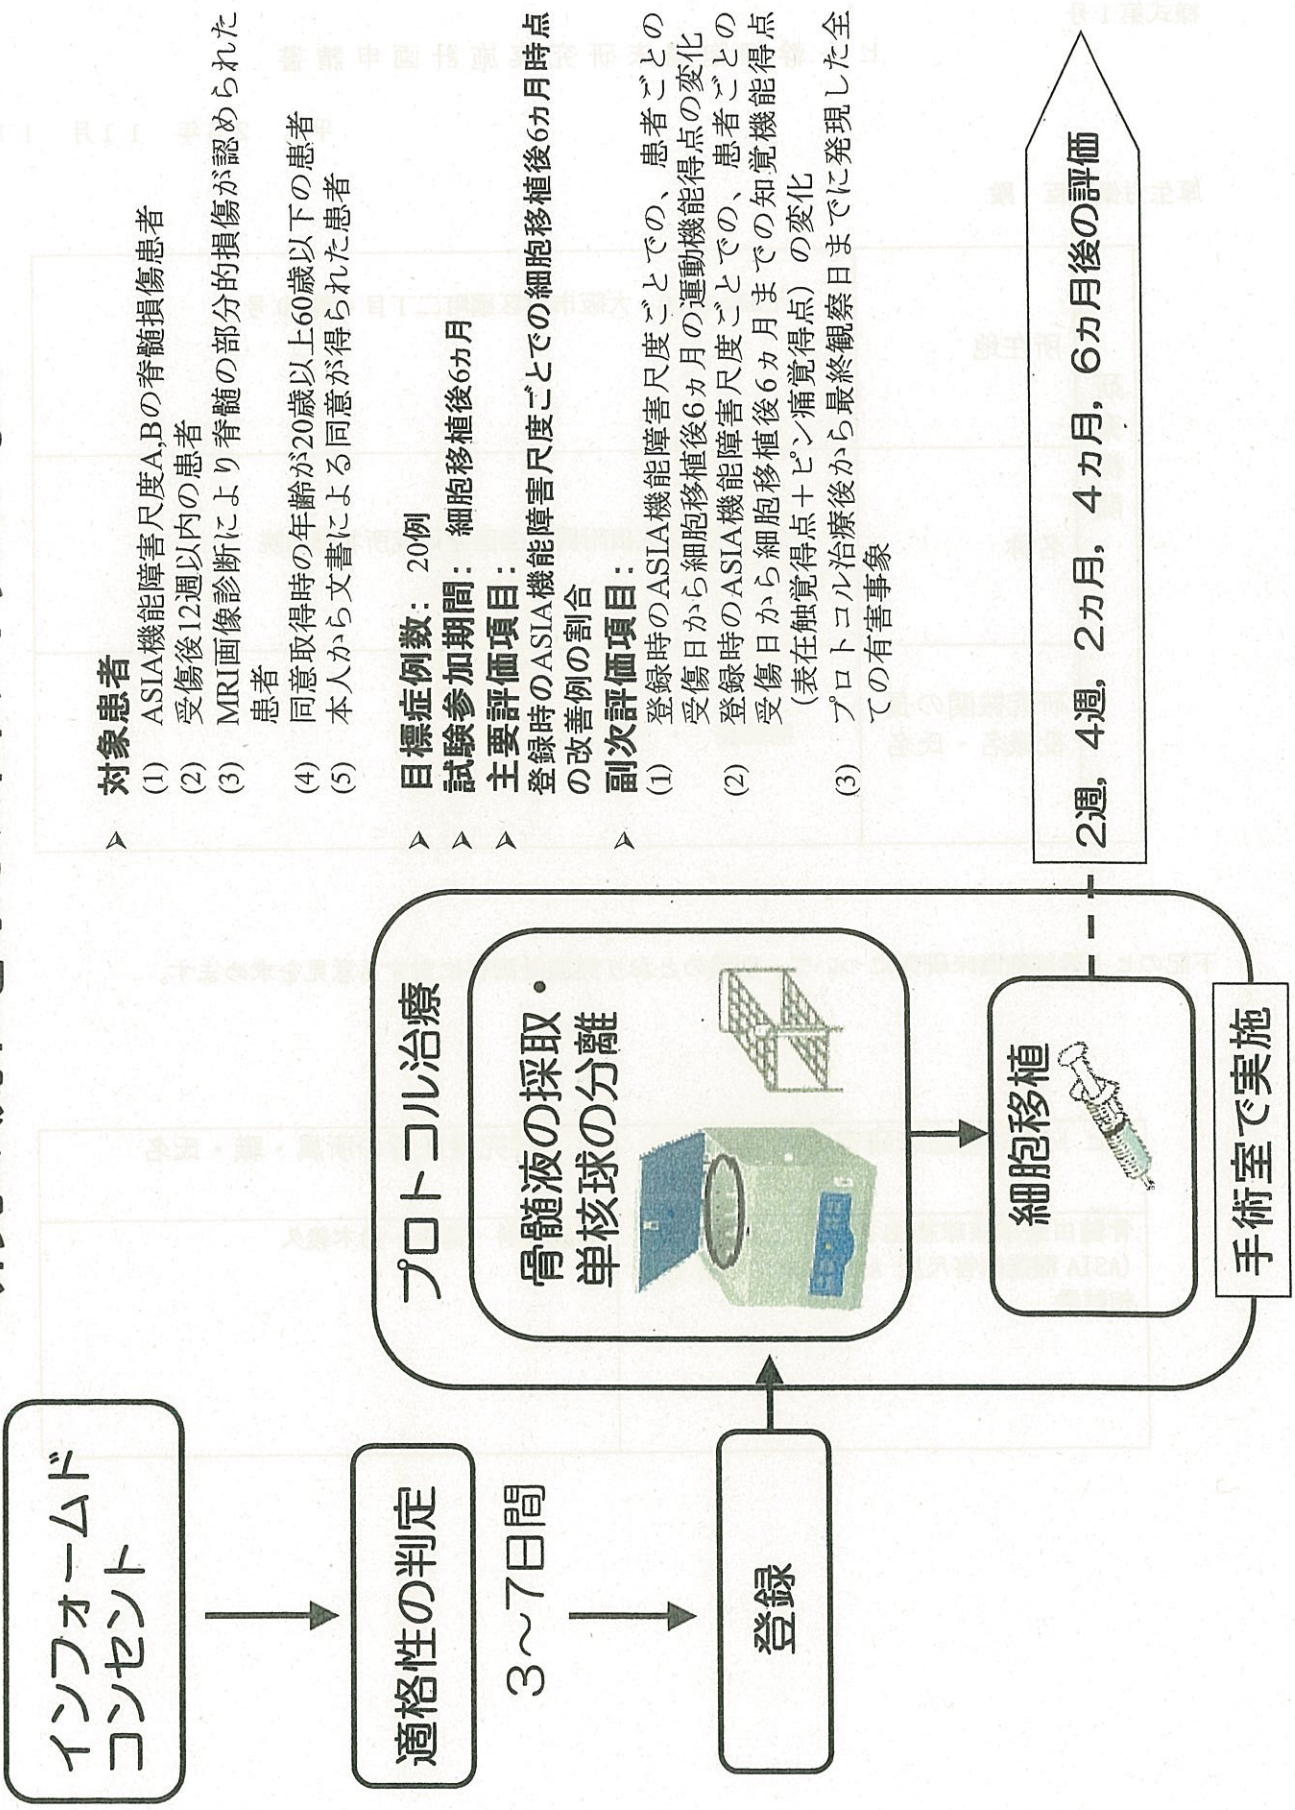 インフォームド
コンセント
適格性の判定
3～7日間
登録
プロトコル治療
骨髄液の採取・
単核球の分離
細胞移植
手術室で実施
2週，4週，2カ月，4カ月，6カ月後の評価
➢ 対象患者
(1) ASIA機能障害尺度A,Bの脊髄損傷患者
(2) 受傷後12週以内の患者
(3) MRI画像診断により脊髄の部分的損傷が認められた
患者
(4) 同意取得時の年齢が20歳以上60歳以下の患者
(5) 本人から文書による同意が得られた患者
➢ 目標症例数： 20例
➢ 試験参加期間： 細胞移植後6ヵ月
➢ 主要評価項目：
登録時のASIA機能障害尺度ごとでの細胞移植後6ヵ月時点
の改善例の割合
➢ 副次評価項目：
(1) 登録時のASIA機能障害尺度ごとでの、患者ごとの
受傷日から細胞移植後6ヵ月の運動機能得点の変化
(2) 登録時のASIA機能障害尺度ごとでの、患者ごとの
受傷日から細胞移植後6ヵ月までの知覚機能得点
（表在触覚得点＋ピン痛覚得点）の変化
(3) プロトコル治療後から最終観察日までに発現した全
ての有害事象